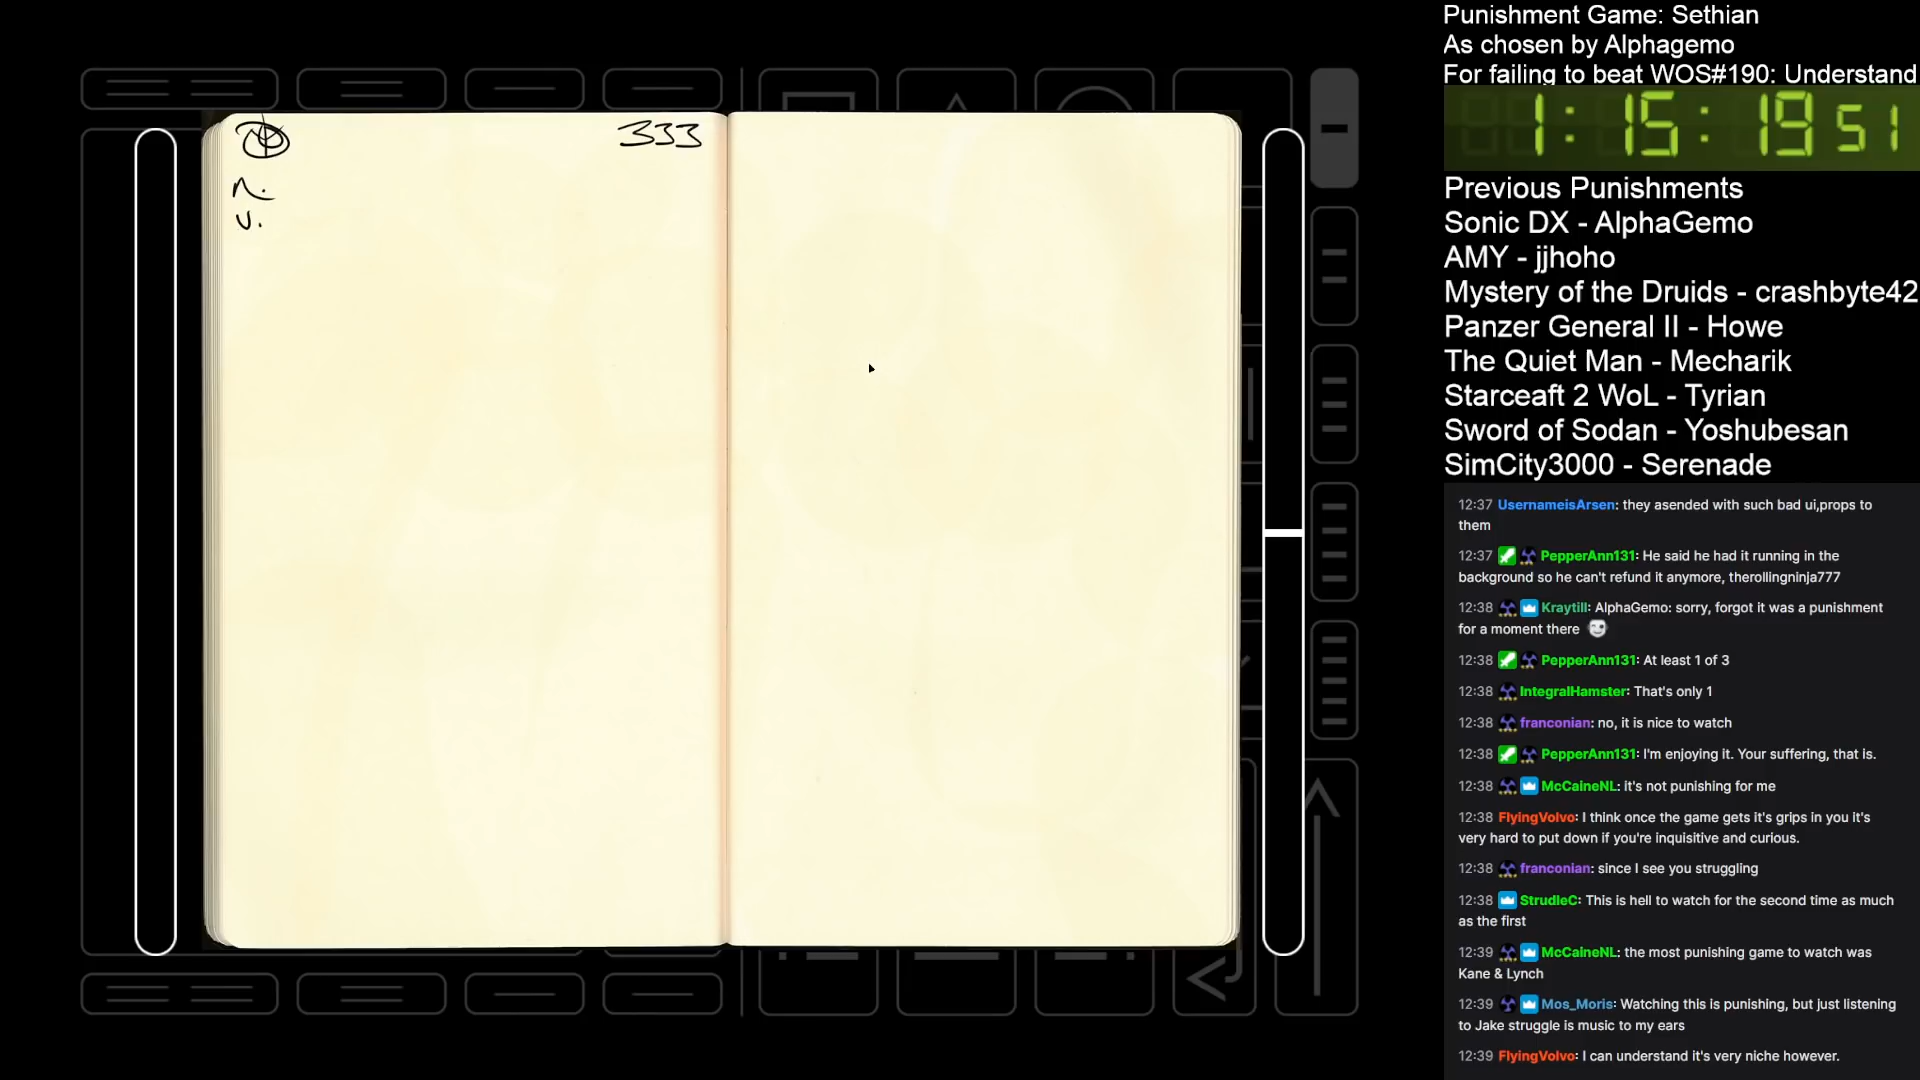 Punishment Game: Sethian
As chosen by Alphagemo
For failing to beat WOS#190: Understand
1: 15: 19 51
Previous Punishments
Sonic DX - AlphaGemo
AMY - jjhoho
Mystery of the Druids - crashbyte42
Panzer General II - Howe
The Quiet Man - Mecharik
Starceaft 2 WoL - Tyrian
Sword of Sodan - Yoshubesan
SimCity3000 - Serenade
333
n.
v.
12:37 UsernameisArsen: they asended with such bad ui,props to
them
12:37 PepperAnn131: He said he had it running in the
background so he can't refund it anymore, therollingninja777
12:38 Kraytill: AlphaGemo: sorry, forgot it was a punishment
for a moment there
12:38 PepperAnn131: At least 1 of 3
12:38 IntegralHamster: That's only 1
12:38 franconian: no, it is nice to watch
12:38 PepperAnn131: I'm enjoying it. Your suffering, that is.
12:38 McCaineNL: it's not punishing for me
12:38 FlyingVolvo: I think once the game gets it's grips in you it's
very hard to put down if you're inquisitive and curious.
12:38 franconian: since I see you struggling
12:38 StrudleC: This is hell to watch for the second time as much
as the first
12:39 McCaineNL: the most punishing game to watch was
Kane & Lynch
12:39 Mos_Moris: Watching this is punishing, but just listening
to Jake struggle is music to my ears
12:39 FlyingVolvo: I can understand it's very niche however.